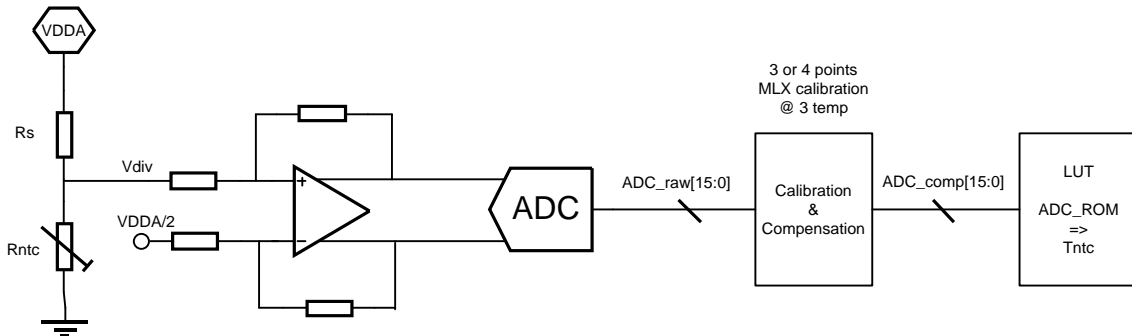 VDDA
Rs
Vdiv
VDDA/2
Rntc
ADC
ADC_raw[15:0]
3 or 4 points
MLX calibration
@ 3 temp
Calibration
&
Compensation
ADC_comp[15:0]
LUT
ADC_ROM
=>
Tntc